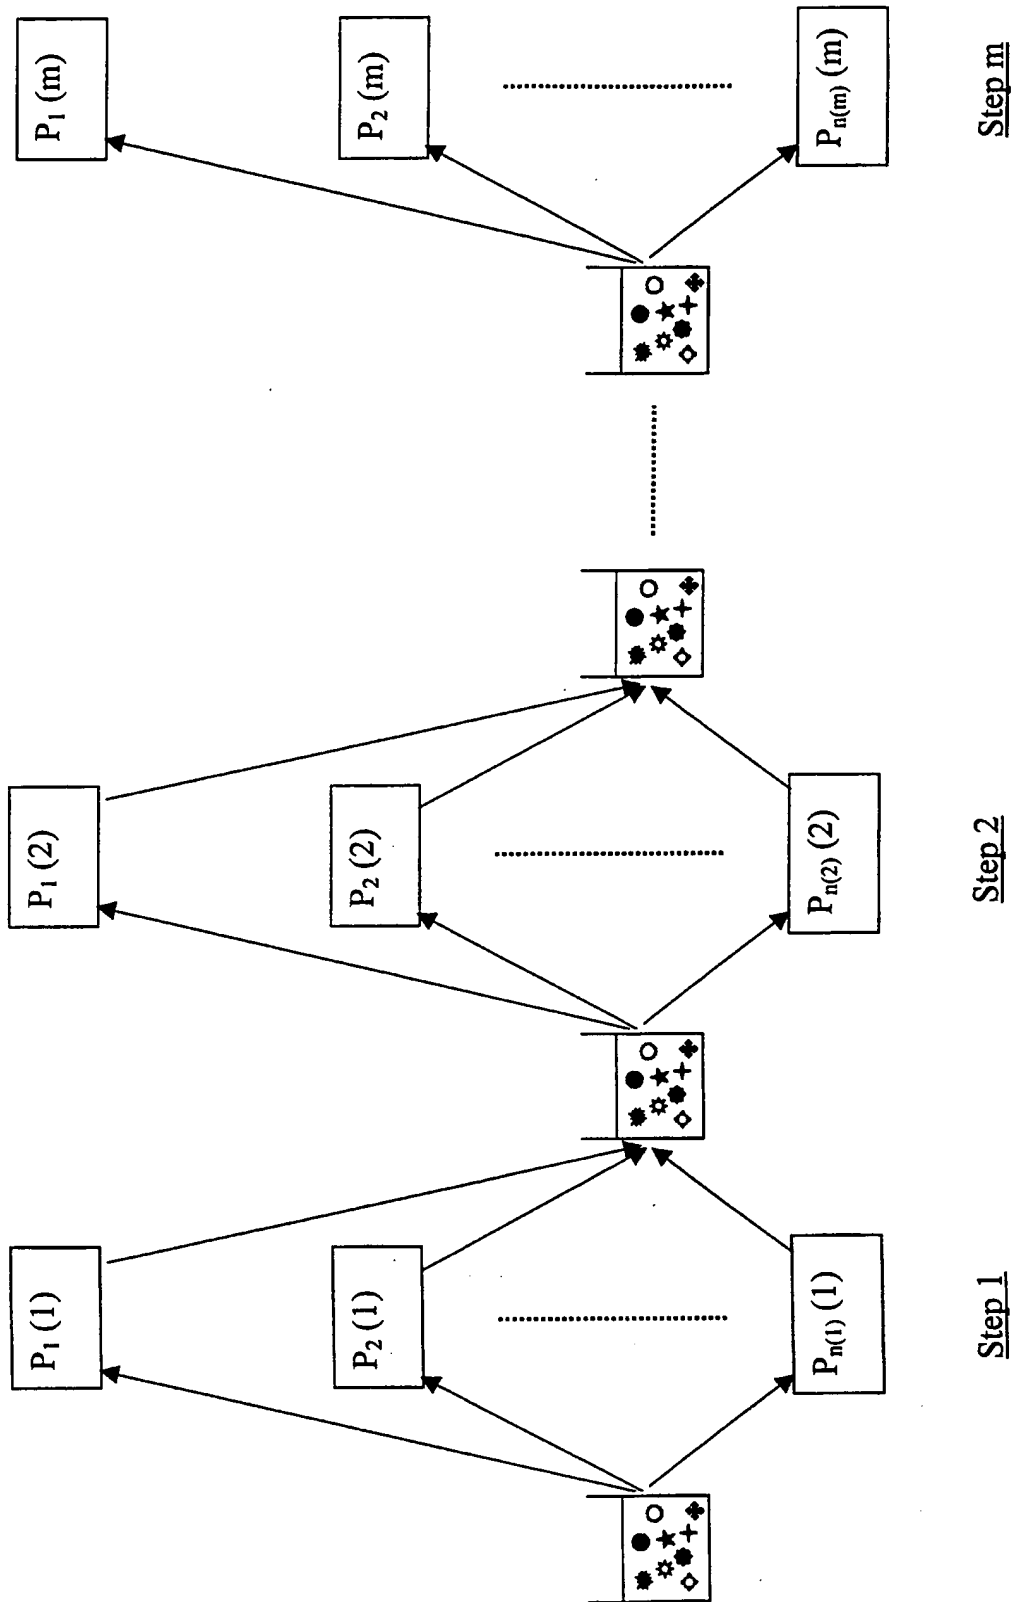 P₁ (1)
P₂ (1)
Pₙ₍₁₎ (1)
Step 1
P₁ (2)
P₂ (2)
Pₙ₍₂₎ (2)
Step 2
P₁ (m)
P₂ (m)
Pₙ₍ₘ₎ (m)
Step m